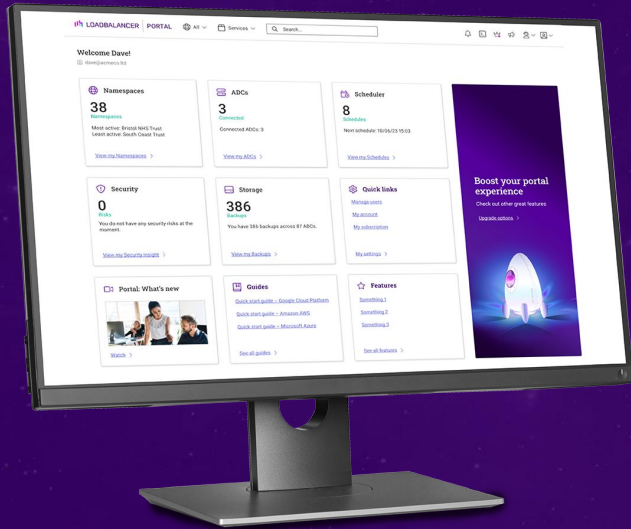 LOADBALANCER PORTAL All Services Search...
Welcome Dave!
dave@acmeco.ltd
Namespaces
38
Namespaces
Most active: Bristol NHS Trust
Least active: South Coast Trust
View my Namespaces >
ADCs
3
Connected
Connected ADCs: 3
View my ADCs >
Scheduler
8
Schedules
Next schedule: 10/06/23 15:03
View my Schedules >
Security
0
Risks
You do not have any security risks at the
moment.
View my Security Insight >
Storage
386
Backups
You have 386 backups across 87 ADCs.
View my Backups >
Quick links
Manage users
My account
My subscription
My settings >
Boost your portal
experience
Check out other great features
Upgrade options >
Portal: What's new
Watch >
Guides
Quick start guide – Google Cloud Platform
Quick start guide – Amazon AWS
Quick start guide – Microsoft Azure
See all guides >
Features
Something 1
Something 2
Something 3
See all features >